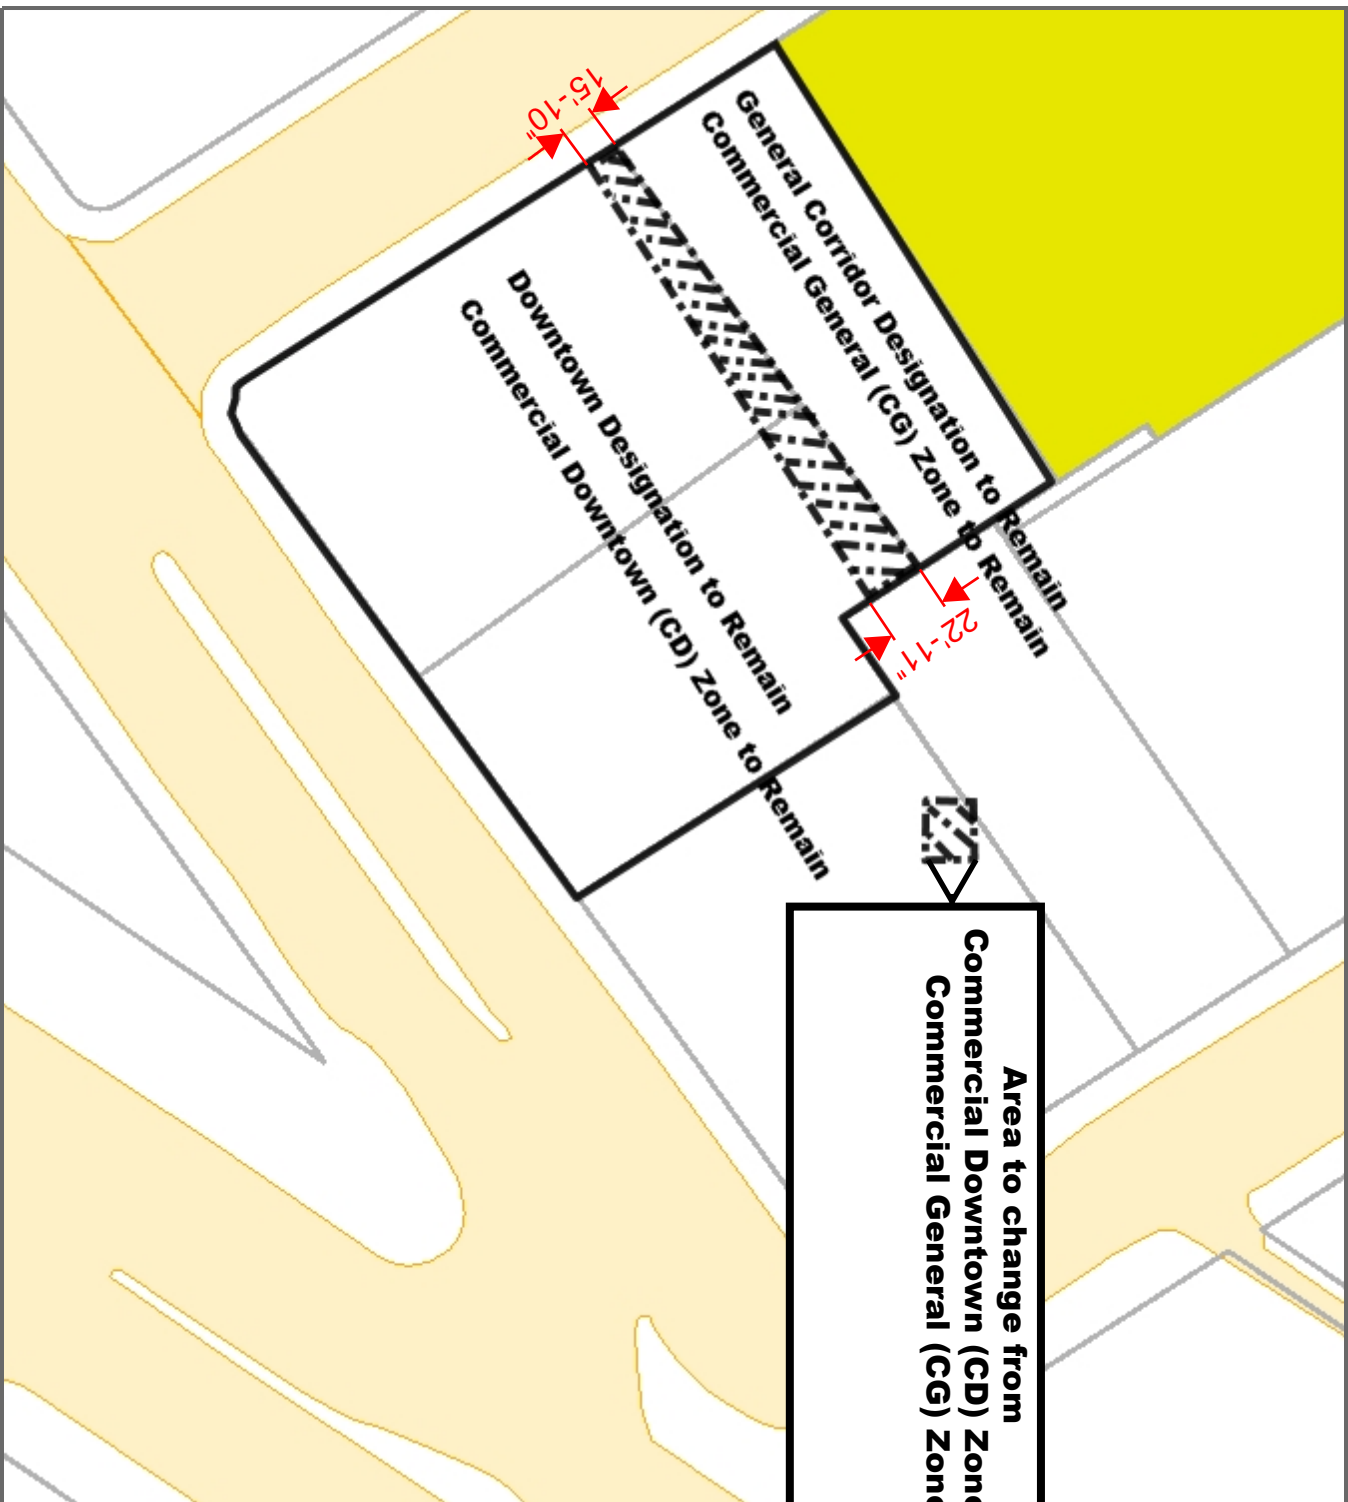 15'-10"
General Corridor Designation to Remain
Commercial General (CG) Zone to Remain
Downtown Designation to Remain
Commercial Downtown (CD) Zone to Remain
22'-11"
Area to change from
Commercial Downtown (CD) Zone
Commercial General (CG) Zone